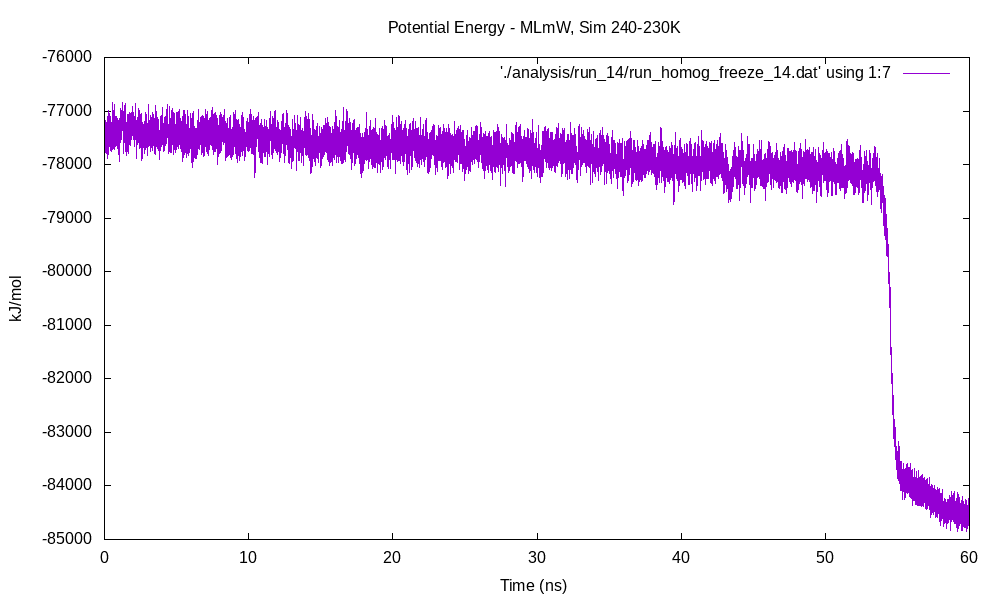 Potential Energy - MLmW, Sim 240-230K
'./analysis/run_14/run_homog_freeze_14.dat' using 1:7
-76000
-77000
-78000
-79000
-80000
-81000
-82000
-83000
-84000
-85000
kJ/mol
0 10 20 30 40 50 60
Time (ns)